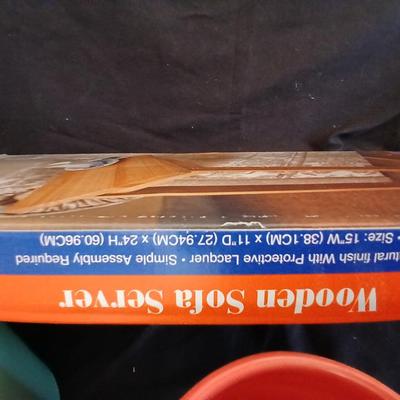 Wooden Sofa Server
tural finish With Protective Lacquer • Simple Assembly Required
• Size: 15"W (38.1CM) x 11"D (27.94CM) x 24"H (60.96CM)